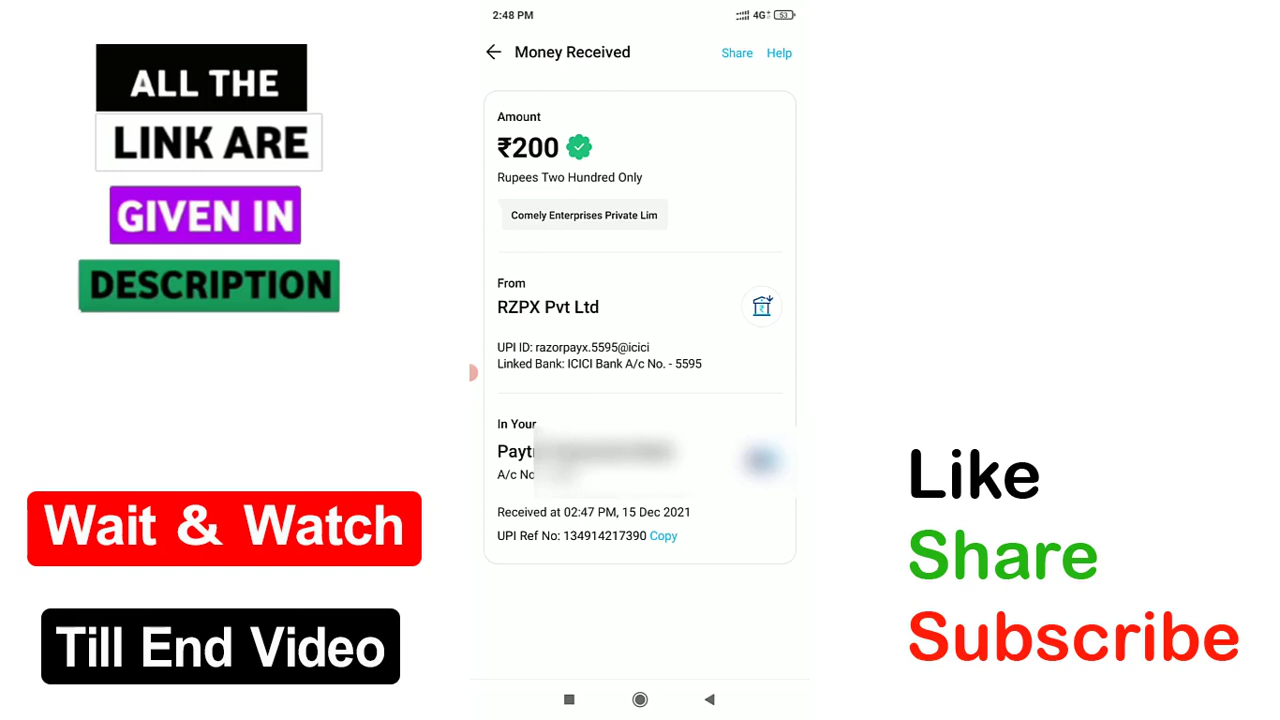 ALL THE
LINK ARE
GIVEN IN
DESCRIPTION
Wait & Watch
Till End Video
2:48 PM
4G+ 53
Money Received
Share Help
Amount
₹200
Rupees Two Hundred Only
Comely Enterprises Private Lim
From
RZPX Pvt Ltd
UPI ID: razorpayx.5595@icici
Linked Bank: ICICI Bank A/c No. - 5595
In Your
A/c No
Received at 02:47 PM, 15 Dec 2021
UPI Ref No: 134914217390 Copy
Like
Share
Subscribe